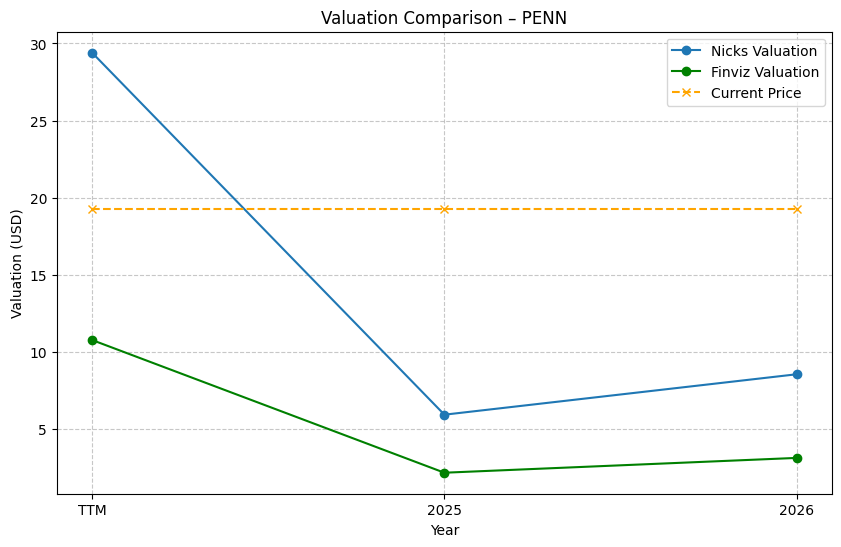 Valuation Comparison – PENN
Nicks Valuation
Finviz Valuation
Current Price
Valuation (USD)
30
25
20
15
10
5
TTM
2025
2026
Year